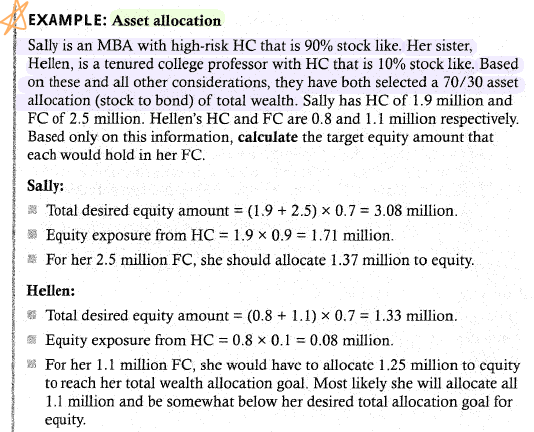 EXAMPLE: Asset allocation
Sally is an MBA with high-risk HC that is 90% stock like. Her sister,
Hellen, is a tenured college professor with HC that is 10% stock like. Based
on these and all other considerations, they have both selected a 70/30 asset
allocation (stock to bond) of total wealth. Sally has HC of 1.9 million and
FC of 2.5 million. Hellen's HC and FC are 0.8 and 1.1 million respectively.
Based only on this information, calculate the target equity amount that
each would hold in her FC.
Sally:
Total desired equity amount = (1.9 + 2.5) × 0.7 = 3.08 million.
Equity exposure from HC = 1.9 × 0.9 = 1.71 million.
For her 2.5 million FC, she should allocate 1.37 million to equity.
Hellen:
Total desired equity amount = (0.8 + 1.1) × 0.7 = 1.33 million.
Equity exposure from HC = 0.8 × 0.1 = 0.08 million.
For her 1.1 million FC, she would have to allocate 1.25 million to equity
to reach her total wealth allocation goal. Most likely she will allocate all
1.1 million and be somewhat below her desired total allocation goal for
equity.